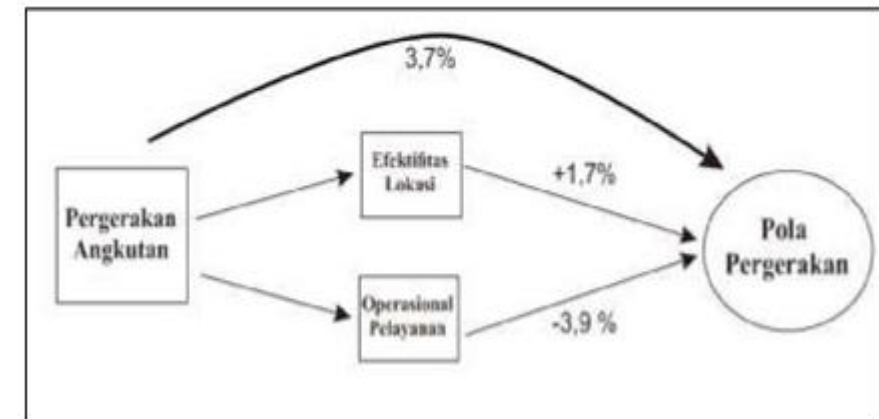 3,7%
Efektifitas
Lokasi
+1,7%
Pergerakan
Angkutan
Pola
Pergerakan
Operasional
Pelayanan
-3,9 %